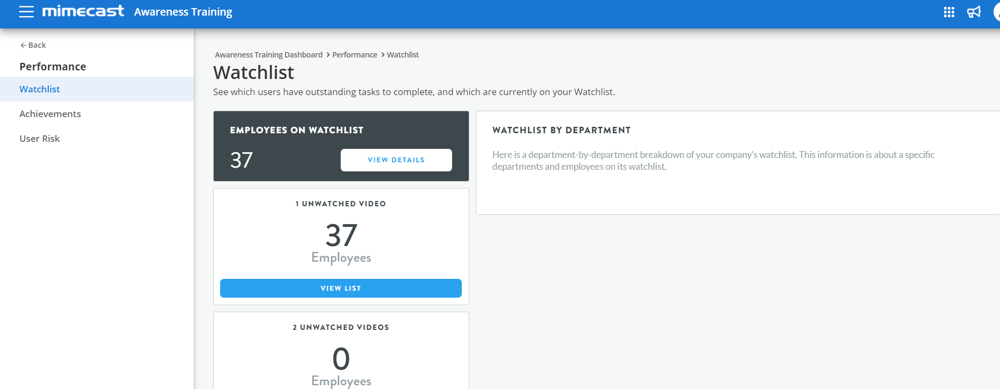 mimecast Awareness Training
Back
Performance
Watchlist
Achievements
User Risk
Awareness Training Dashboard > Performance > Watchlist
Watchlist
See which users have outstanding tasks to complete, and which are currently on your Watchlist.
EMPLOYEES ON WATCHLIST
37
VIEW DETAILS
1 UNWATCHED VIDEO
37
Employees
VIEW LIST
2 UNWATCHED VIDEOS
0
Employees
WATCHLIST BY DEPARTMENT
Here is a department-by-department breakdown of your company's watchlist. This information is about a specific
departments and employees on its watchlist.